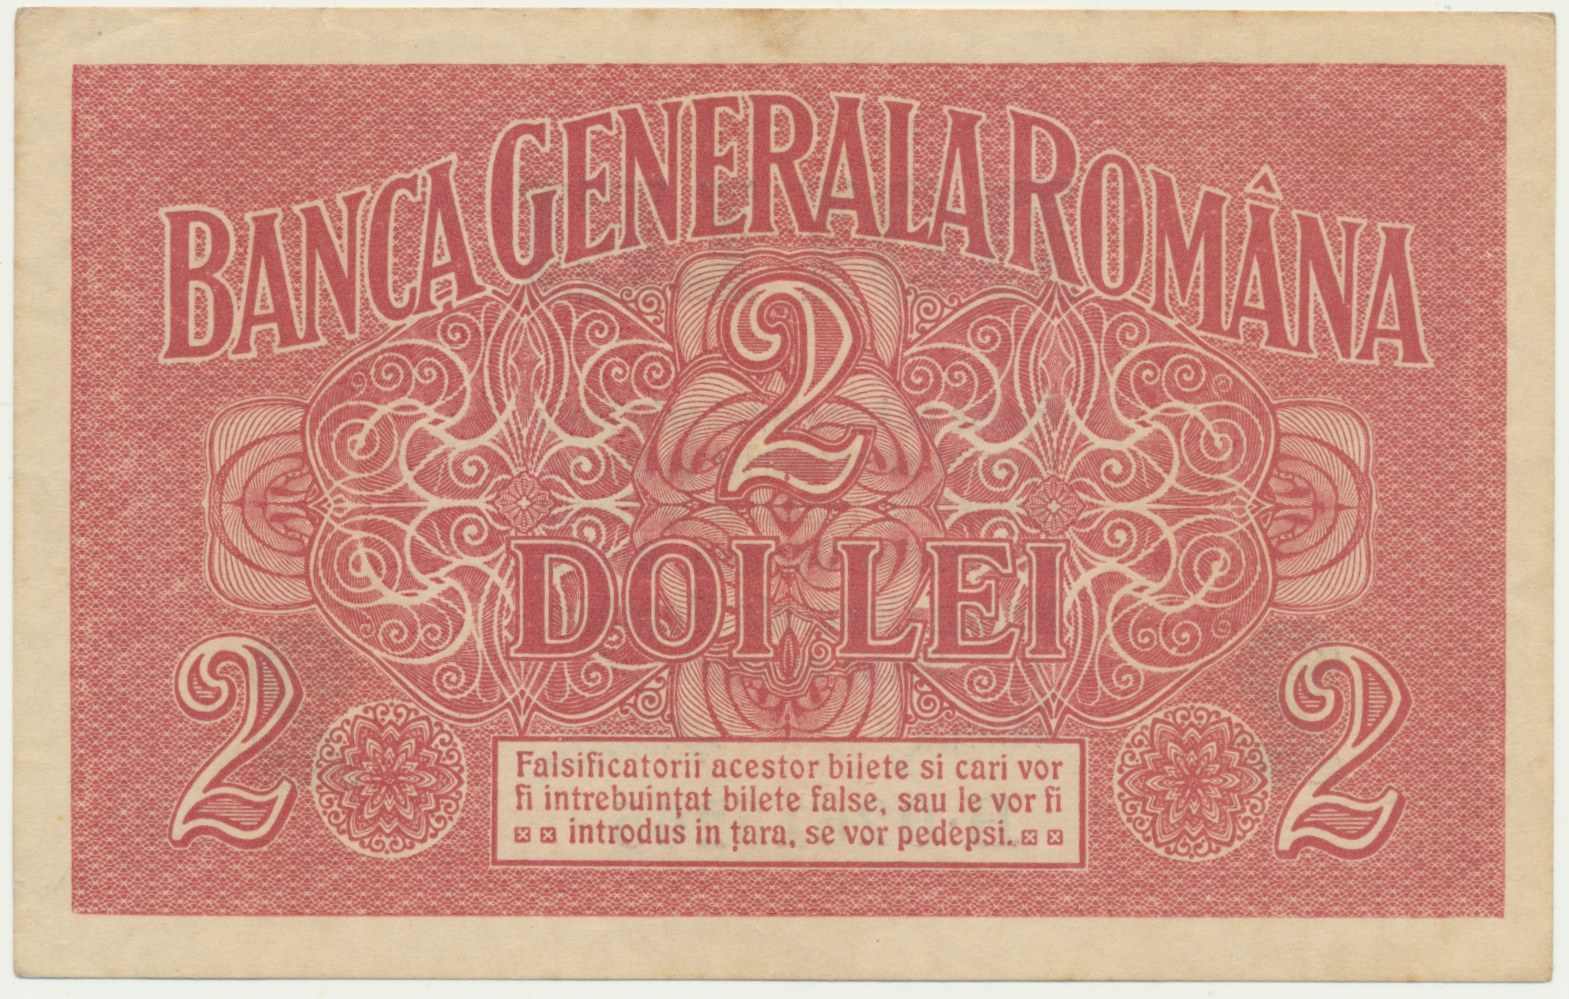 BANCA GENERALA ROMÂNA
2
DOI LEI
2
2
Falsificatorii acestor bilete si cari vor
fi intrebuințat bilete false, sau le vor fi
introdus in țara, se vor pedepsi.